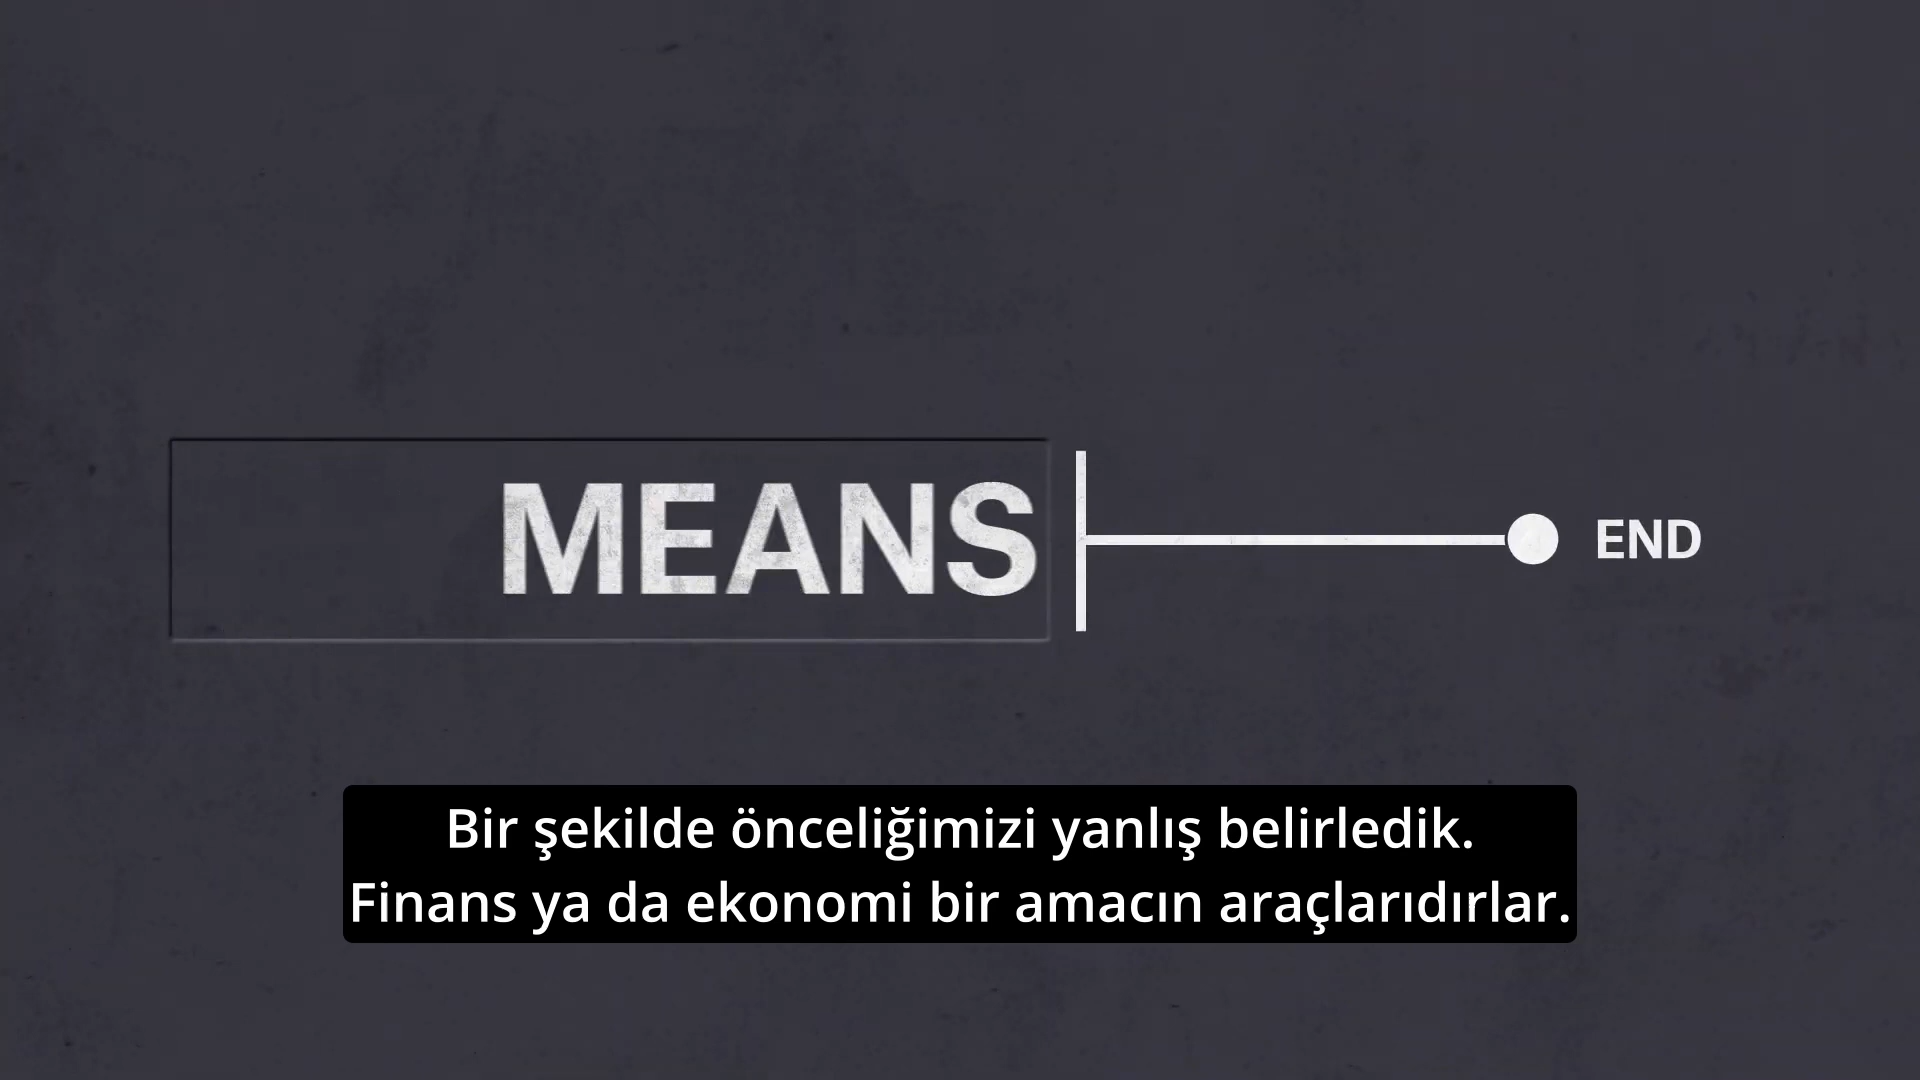 MEANS
END
Bir şekilde önceliğimizi yanlış belirledik.
Finans ya da ekonomi bir amacın araçlarıdırlar.